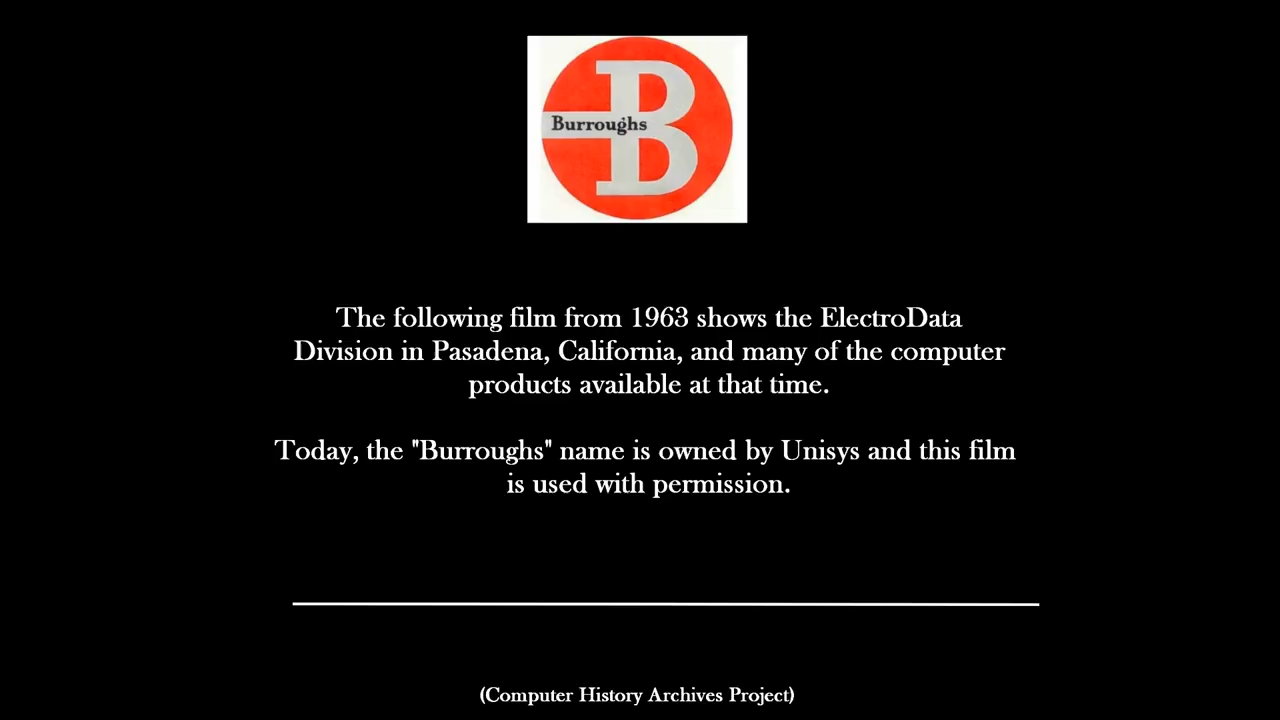 Burroughs
The following film from 1963 shows the ElectroData
Division in Pasadena, California, and many of the computer
products available at that time.
Today, the "Burroughs" name is owned by Unisys and this film
is used with permission.
(Computer History Archives Project)